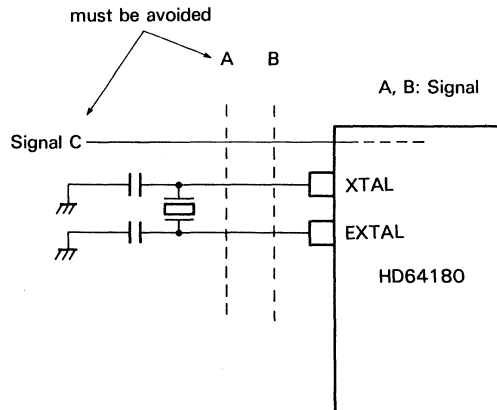 must be avoided
A B
A, B: Signal
Signal C
XTAL
EXTAL
HD64180